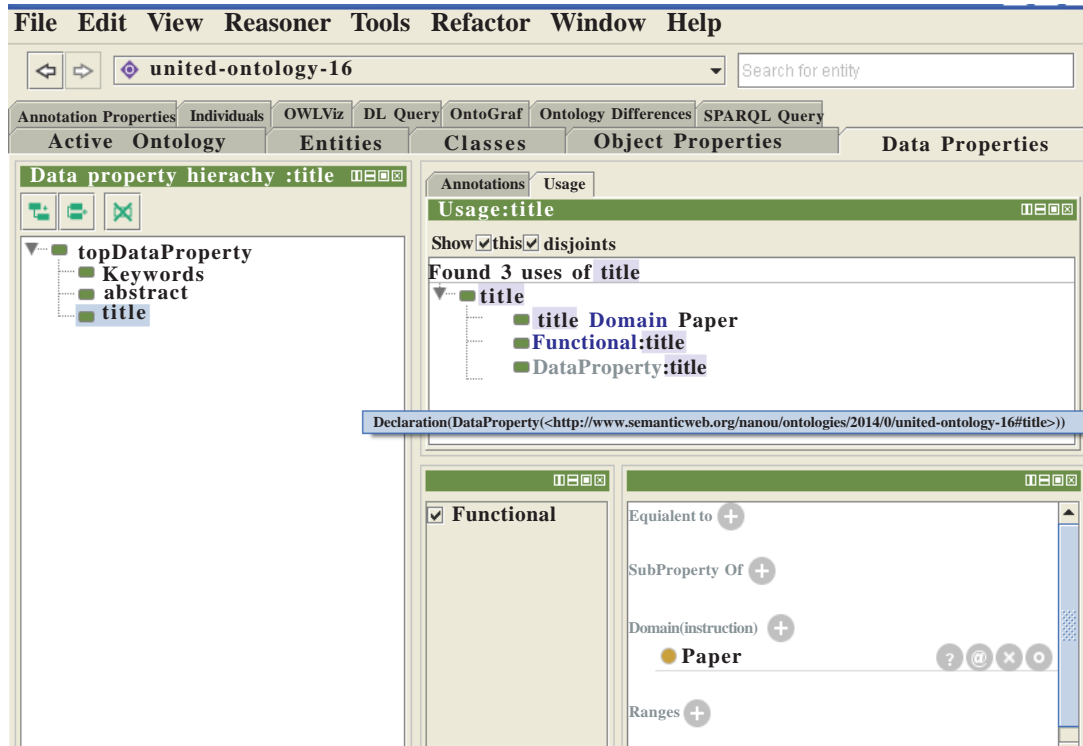 File Edit View Reasoner Tools Refactor Window Help
united-ontology-16
Search for entity
Annotation Properties Individuals OWLViz DL Query OntoGraf Ontology Differences SPARQL Query
Active Ontology Entities Classes Object Properties Data Properties
Data property hierachy :title
topDataProperty
Keywords
abstract
title
Annotations Usage
Usage:title
Show this disjoints
Found 3 uses of title
title
title Domain Paper
Functional:title
DataProperty:title
Declaration(DataProperty(<http://www.semanticweb.org/nanou/ontologies/2014/0/united-ontology-16#title>))
Functional
Equialent to +
SubProperty Of +
Domain(instruction) +
Paper ? @
Ranges +